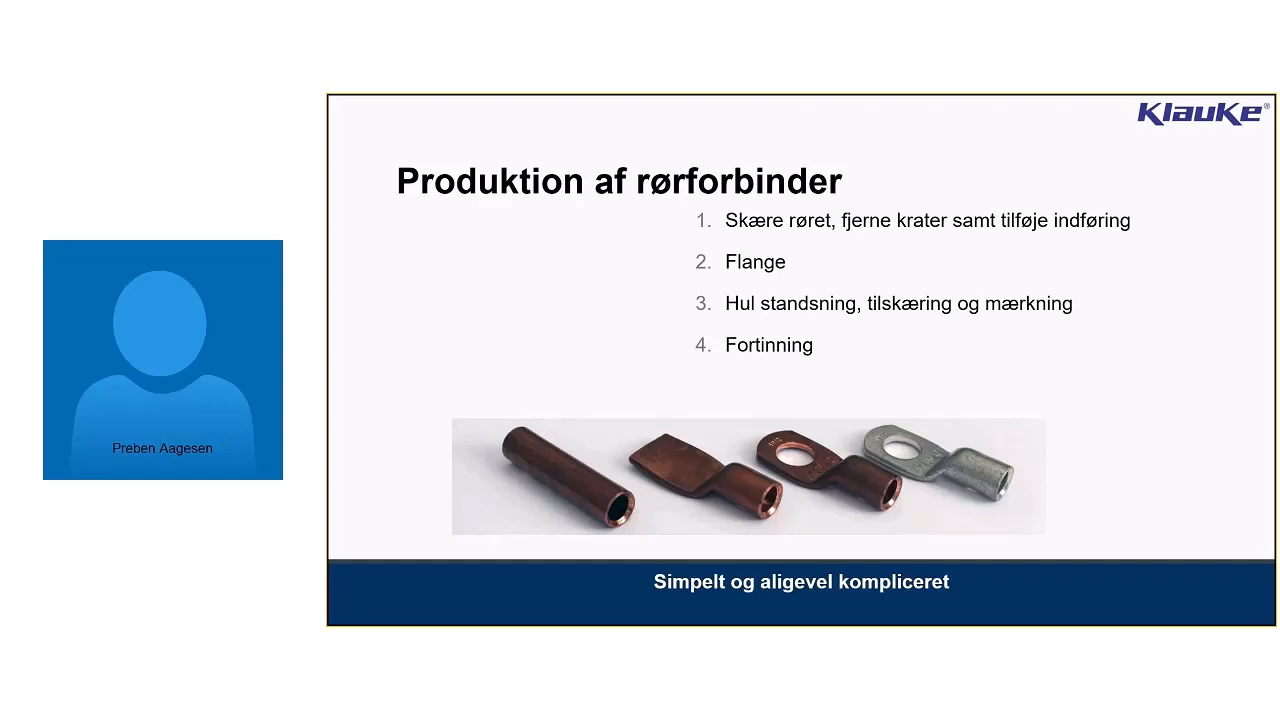 Klauke®
Produktion af rørforbinder
1. Skære røret, fjerne krater samt tilføje indføring
2. Flange
3. Hul standsning, tilskæring og mærkning
4. Fortinning
Preben Aagesen
Simpelt og aligevel kompliceret